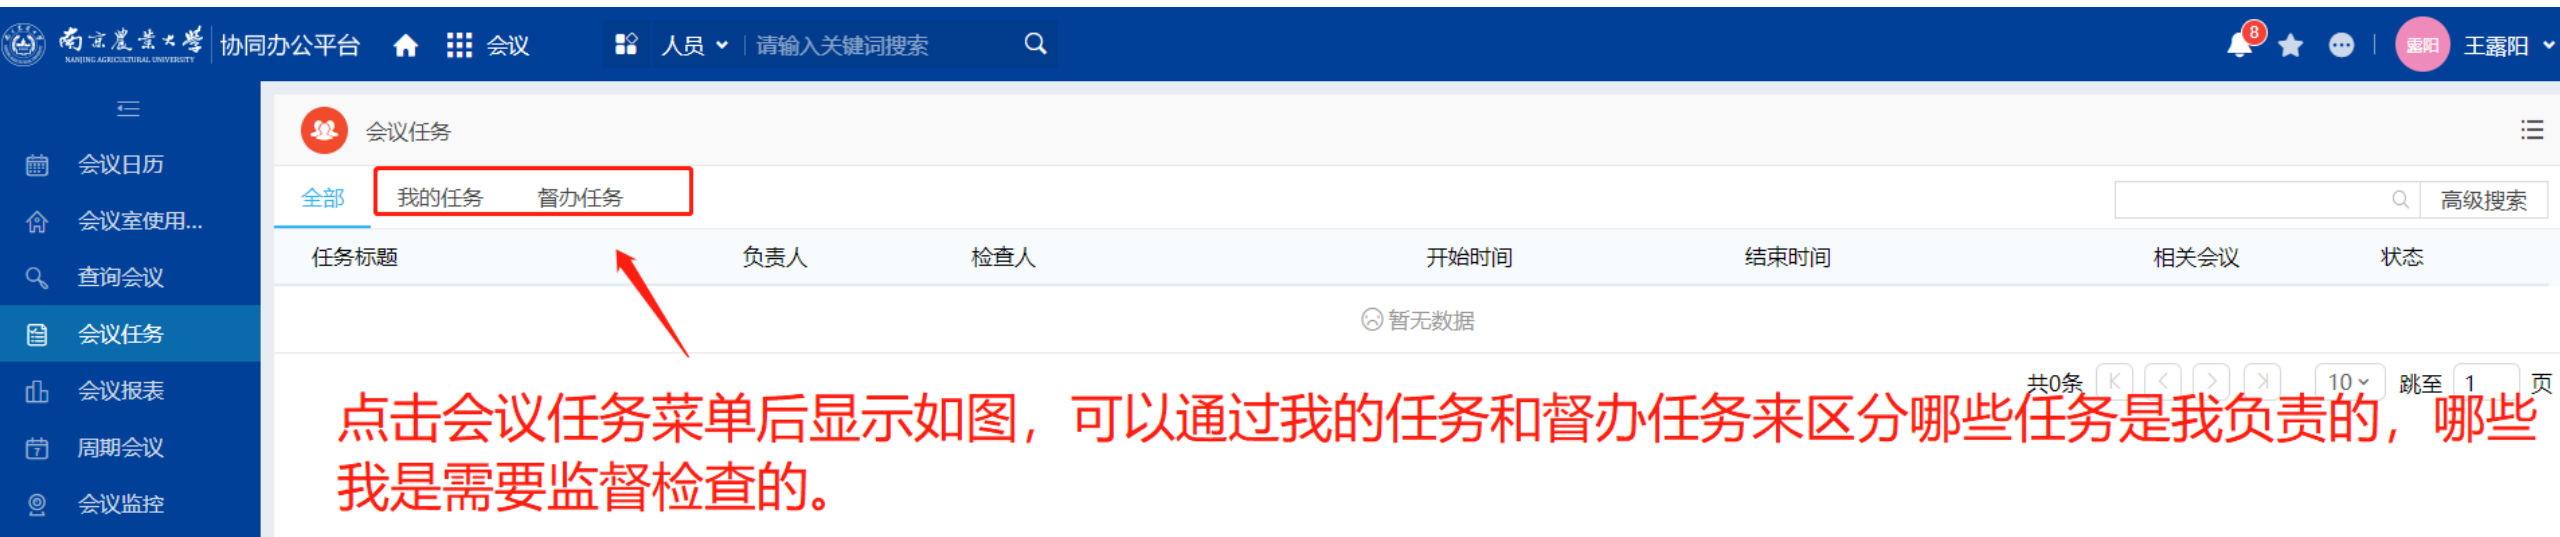 南京農業大學 协同办公平台 会议 人员 请输入关键词搜索 8 露阳 王露阳
NANJING AGRICULTURAL UNIVERSITY
会议任务
会议日历
全部 我的任务 督办任务 高级搜索
会议室使用...
任务标题 负责人 检查人 开始时间 结束时间 相关会议 状态
查询会议
暂无数据
会议任务
共0条 10 跳至 1 页
会议报表
点击会议任务菜单后显示如图，可以通过我的任务和督办任务来区分哪些任务是我负责的，哪些
周期会议
我是需要监督检查的。
会议监控